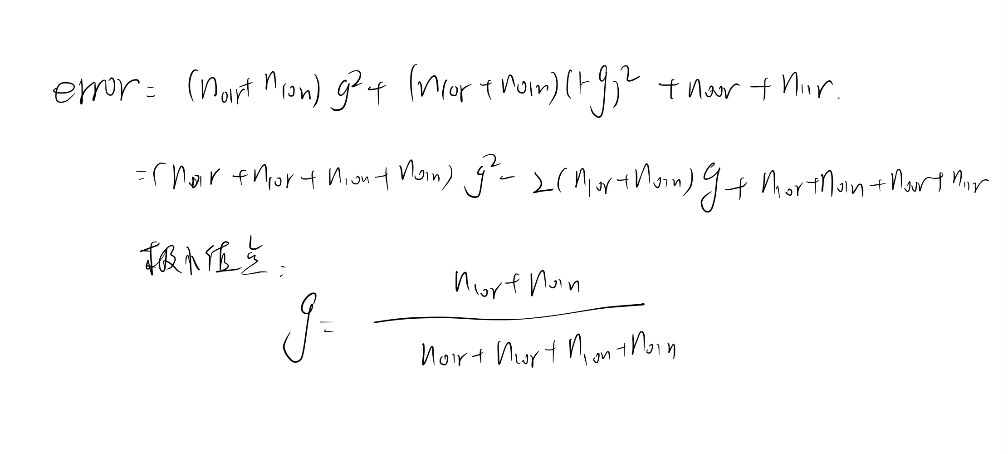 error = (n01r + n10n) g² + (n10r + n01n)(1-g)² + n00r + n11r.
= (n01r + n10r + n10n + n01n) g² - 2(n10r + n01n) g + n10r + n01n + n00r + n11r
极小值点:
g = (n10r + n01n) / (n01r + n10r + n10n + n01n)